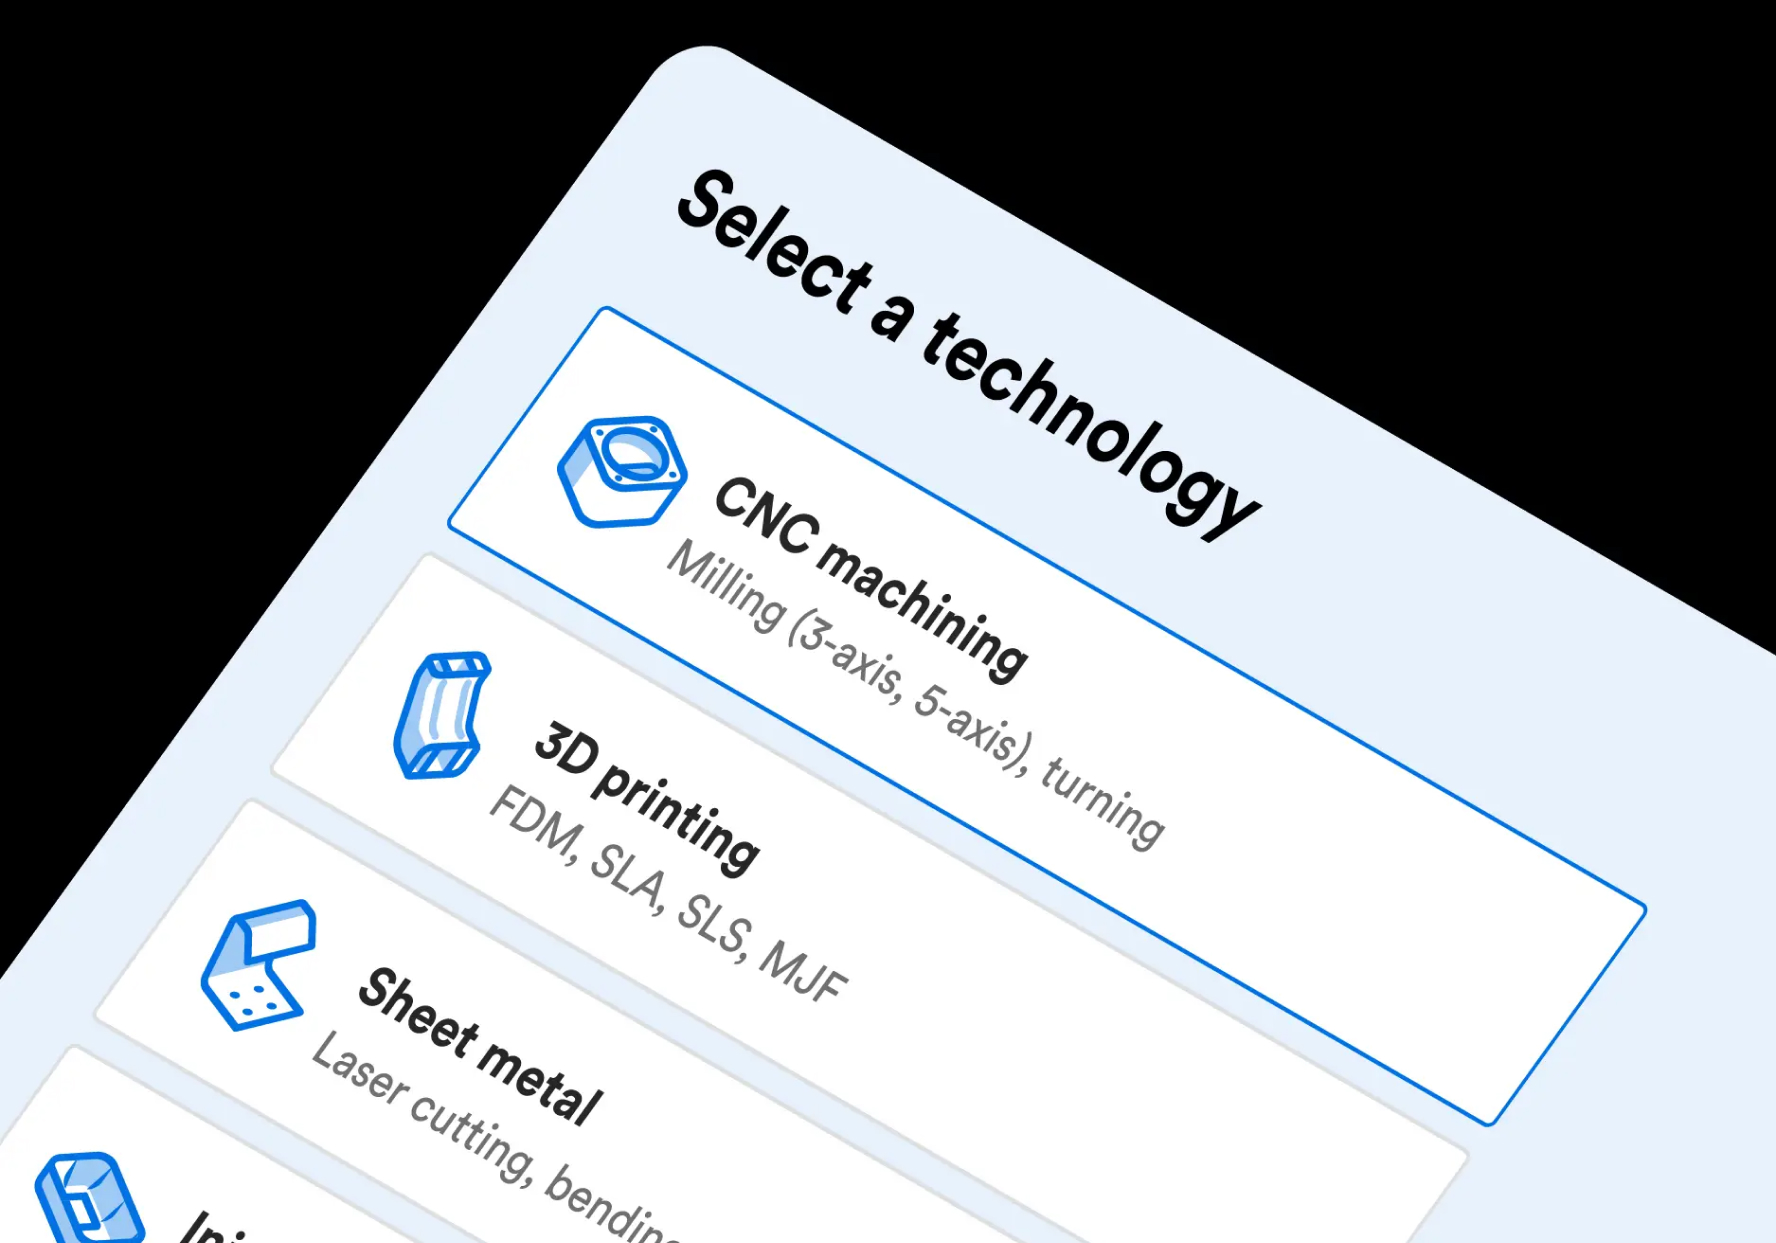 Select a technology
CNC machining
Milling (3-axis, 5-axis), turning
3D printing
FDM, SLA, SLS, MJF
Sheet metal
Laser cutting, bending